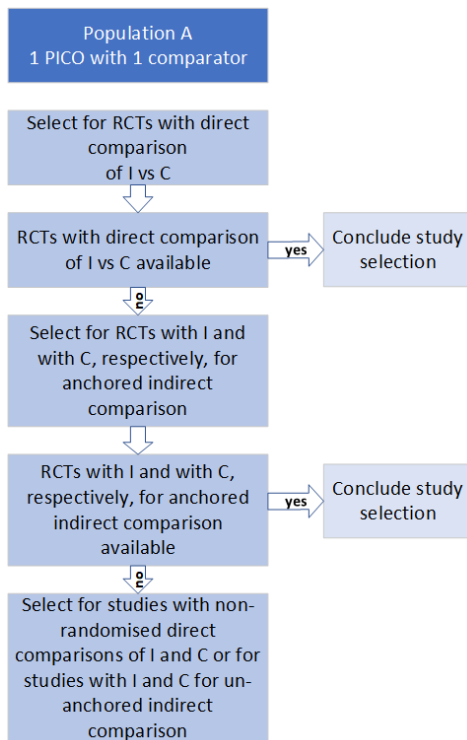 Population A
1 PICO with 1 comparator
Select for RCTs with direct
comparison
of I vs C
RCTs with direct comparison
of I vs C available
yes
Conclude study
selection
no
Select for RCTs with I and
with C, respectively, for
anchored indirect
comparison
RCTs with I and with C,
respectively, for anchored
indirect comparison
available
yes
Conclude study
selection
no
Select for studies with non-
randomised direct
comparisons of I and C or for
studies with I and C for un-
anchored indirect
comparison